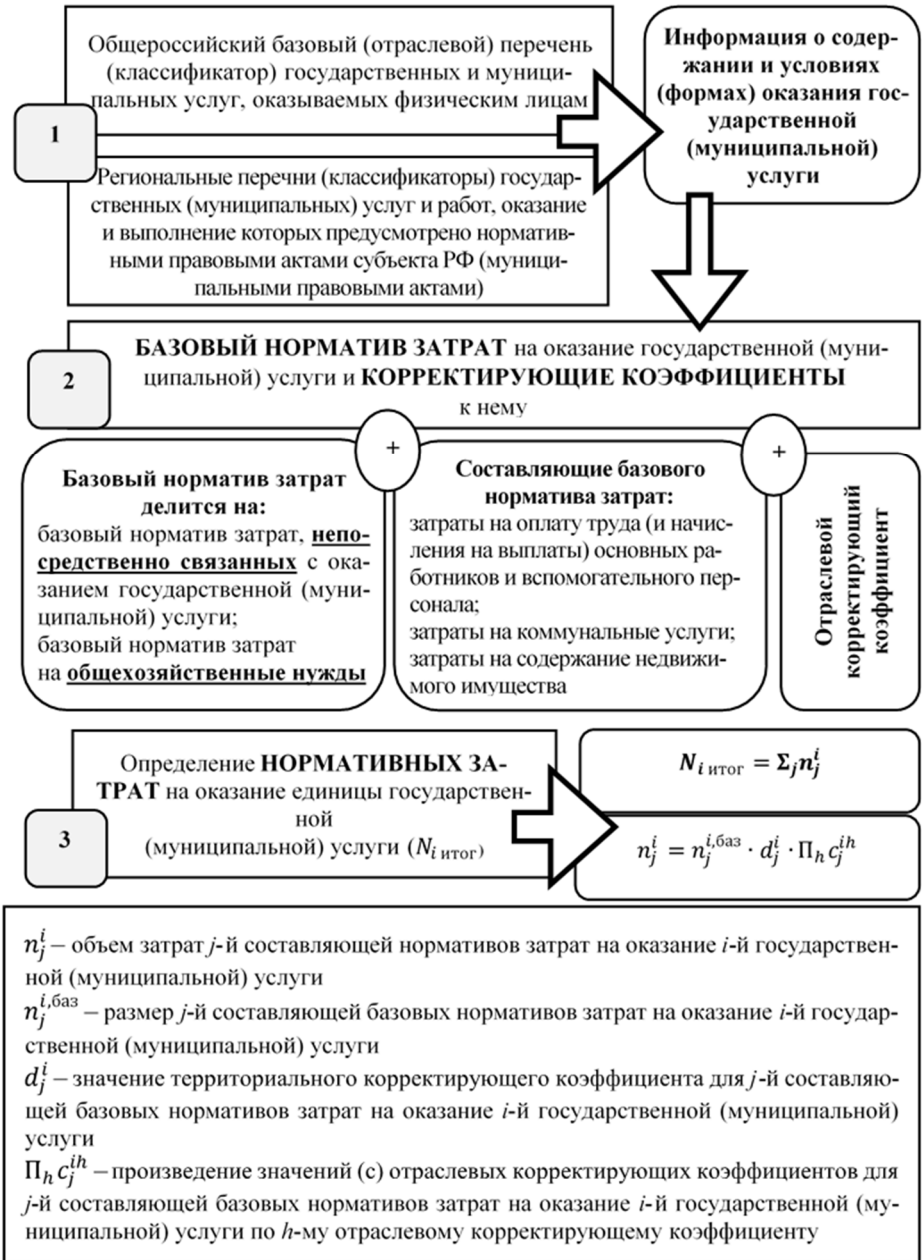 Общероссийский базовый (отраслевой) перечень
(классификатор) государственных и муници-
пальных услуг, оказываемых физическим лицам
1
Региональные перечни (классификаторы) государ-
ственных (муниципальных) услуг и работ, оказание
и выполнение которых предусмотрено норматив-
ными правовыми актами субъекта РФ (муници-
пальными правовыми актами)
Информация о содер-
жании и условиях
(формах) оказания гос-
ударственной
(муниципальной)
услуги
2
БАЗОВЫЙ НОРМАТИВ ЗАТРАТ на оказание государственной (муни-
ципальной) услуги и КОРРЕКТИРУЮЩИЕ КОЭФФИЦИЕНТЫ
к нему
Базовый норматив затрат
делится на:
базовый норматив затрат, непо-
средственно связанных с ока-
занием государственной (муни-
ципальной) услуги;
базовый норматив затрат
на общехозяйственные нужды
+
Составляющие базового
норматива затрат:
затраты на оплату труда (и начис-
ления на выплаты) основных ра-
ботников и вспомогательного пер-
сонала;
затраты на коммунальные услуги;
затраты на содержание недвижи-
мого имущества
+
Отраслевой
корректирующий
коэффициент
3
Определение НОРМАТИВНЫХ ЗА-
ТРАТ на оказание единицы государствен-
ной
(муниципальной) услуги (N_{i итог})
N_{i итог} = Σ_j n_j^i
n_j^i = n_j^{i,баз} · d_j^i · Π_h c_j^{ih}
n_j^i – объем затрат j-й составляющей нормативов затрат на оказание i-й государствен-
ной (муниципальной) услуги
n_j^{i,баз} – размер j-й составляющей базовых нормативов затрат на оказание i-й государ-
ственной (муниципальной) услуги
d_j^i – значение территориального корректирующего коэффициента для j-й составляю-
щей базовых нормативов затрат на оказание i-й государственной (муниципальной)
услуги
Π_h c_j^{ih} – произведение значений (с) отраслевых корректирующих коэффициентов для
j-й составляющей базовых нормативов затрат на оказание i-й государственной (му-
ниципальной) услуги по h-му отраслевому корректирующему коэффициенту